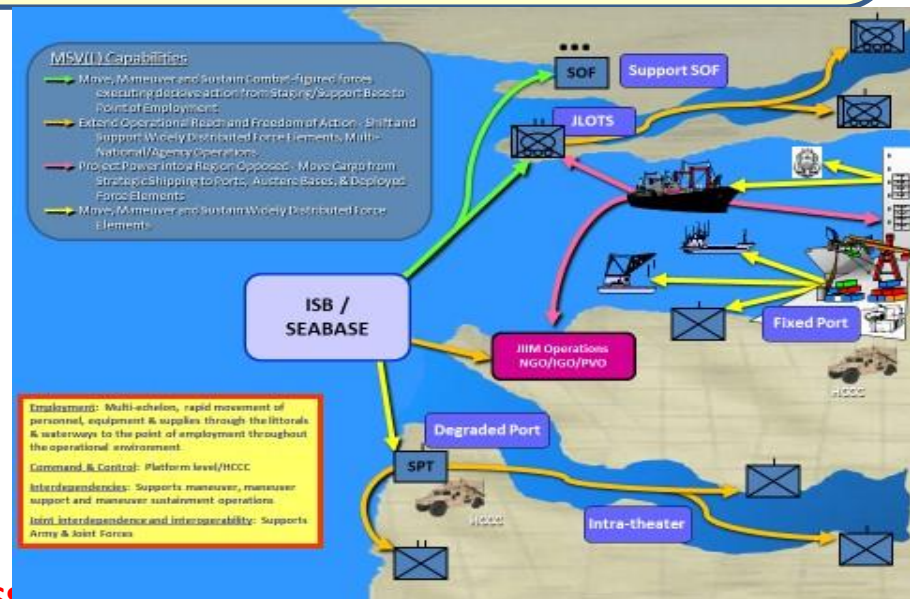 MSV(L) Capabilities
Move, Maneuver and Sustain Combat-figured forces
executing decisive action from Staging/Support Base to
Point of Employment
Extend Operational Reach and Freedom of Action - Shift and
Support Widely Distributed Force Elements, Multi-
National/Agency Operations
Project Power into a Region Opposed - Move Cargo from
Strategic Shipping to Ports, Austere Bases, & Deployed
Force Elements
Move, Maneuver and Sustain Widely Distributed Force
Elements
SOF
Support SOF
JLOTS
ISB /
SEABASE
JIIM Operations
NGO/IGO/PVO
Fixed Port
HCCC
Employment: Multi-echelon, rapid movement of
personnel, equipment & supplies through the littorals
& waterways to the point of employment throughout
the operational environment
Command & Control: Platform level/HCCC
Interdependencies: Supports maneuver, maneuver
support and maneuver sustainment operations
Joint interdependence and interoperability: Supports
Army & Joint Forces
Degraded Port
SPT
HCCC
Intra-theater